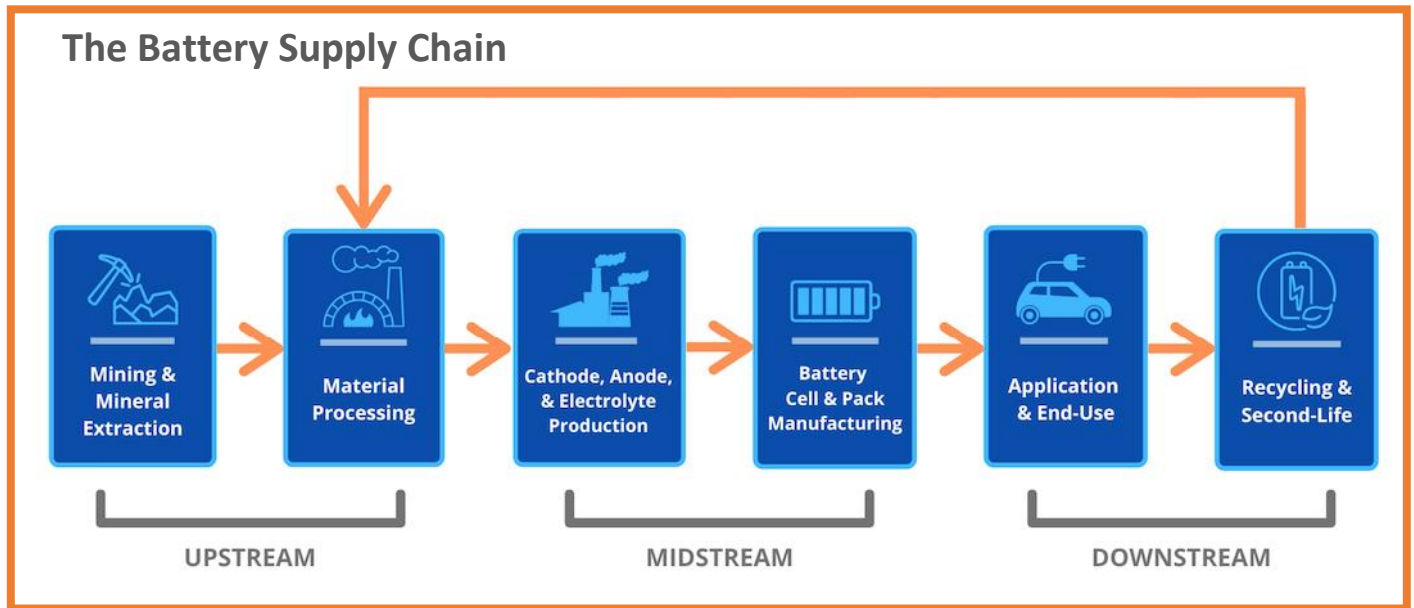 The Battery Supply Chain
Mining &
Mineral
Extraction
Material
Processing
Cathode, Anode,
& Electrolyte
Production
Battery
Cell & Pack
Manufacturing
Application
& End-Use
Recycling &
Second-Life
UPSTREAM
MIDSTREAM
DOWNSTREAM